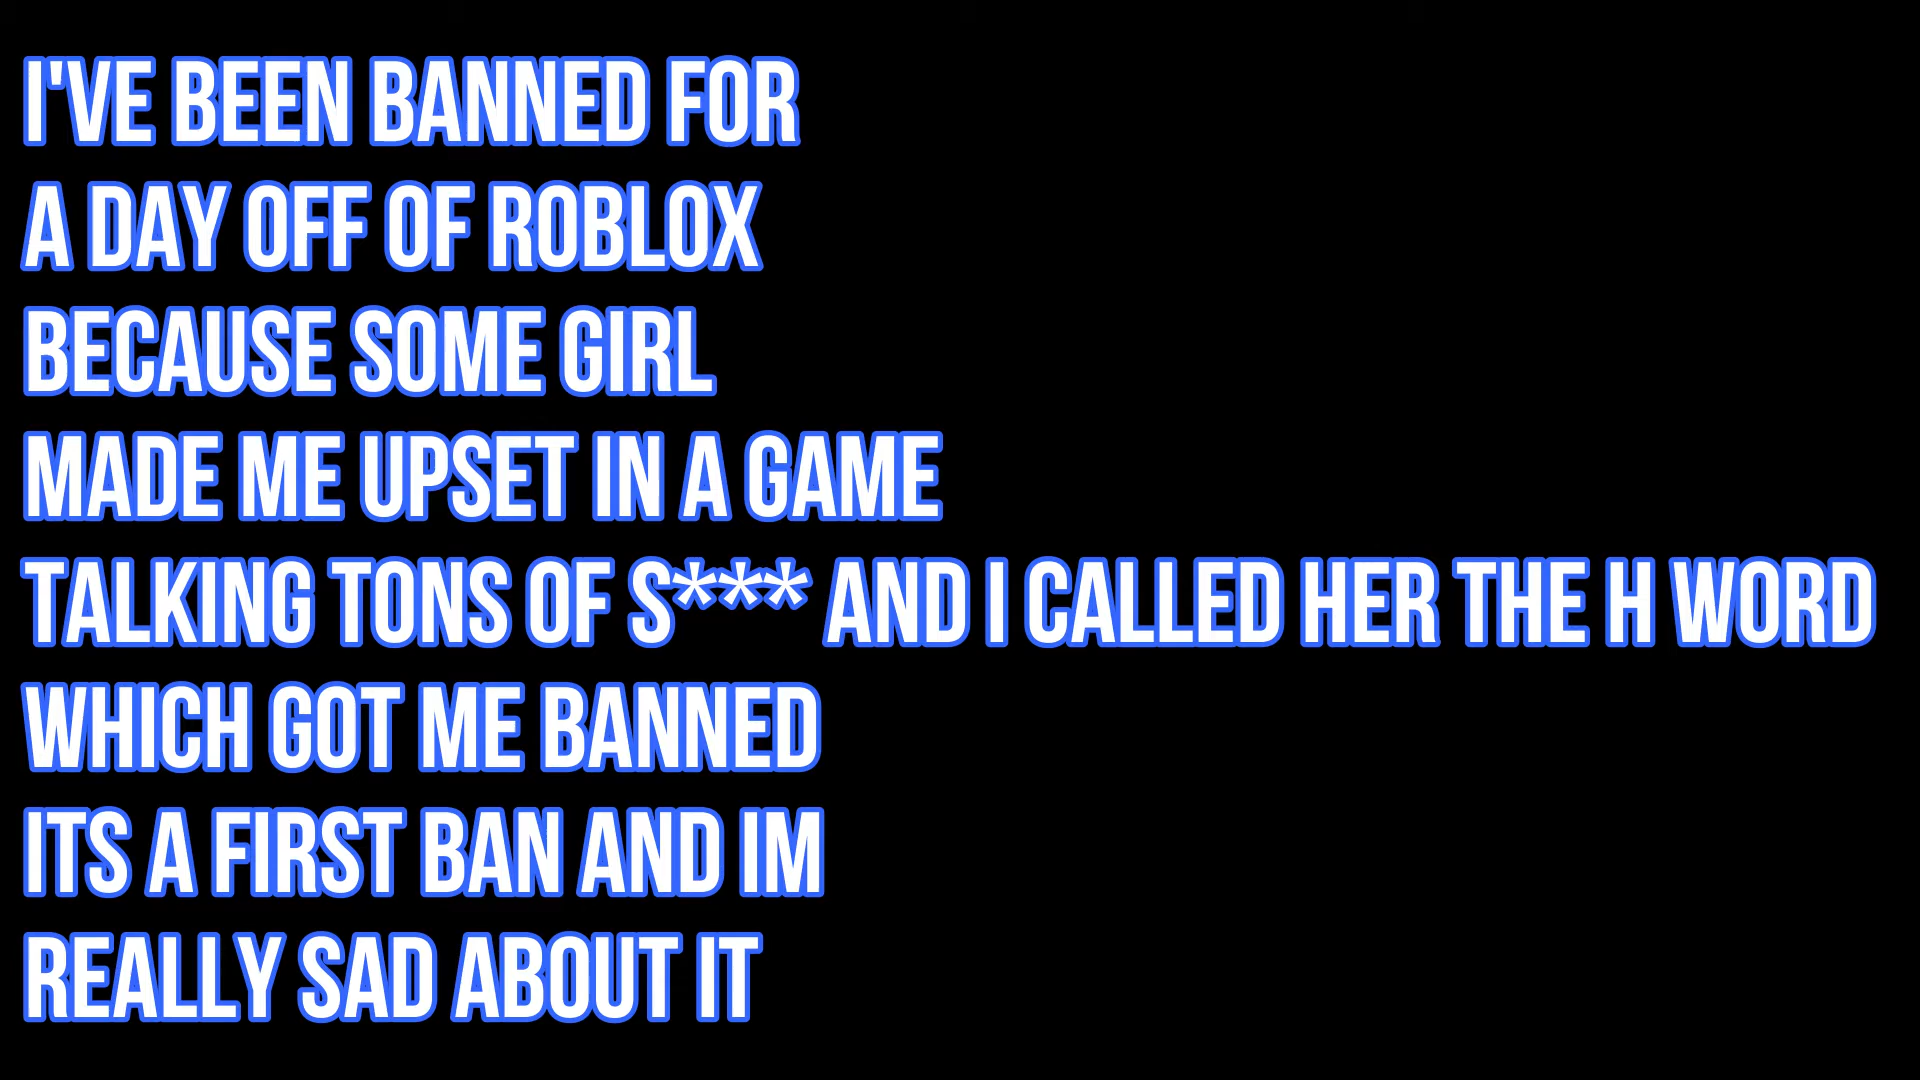 I'VE BEEN BANNED FOR
A DAY OFF OF ROBLOX
BECAUSE SOME GIRL
MADE ME UPSET IN A GAME
TALKING TONS OF S*** AND I CALLED HER THE H WORD
WHICH GOT ME BANNED
ITS A FIRST BAN AND IM
REALLY SAD ABOUT IT